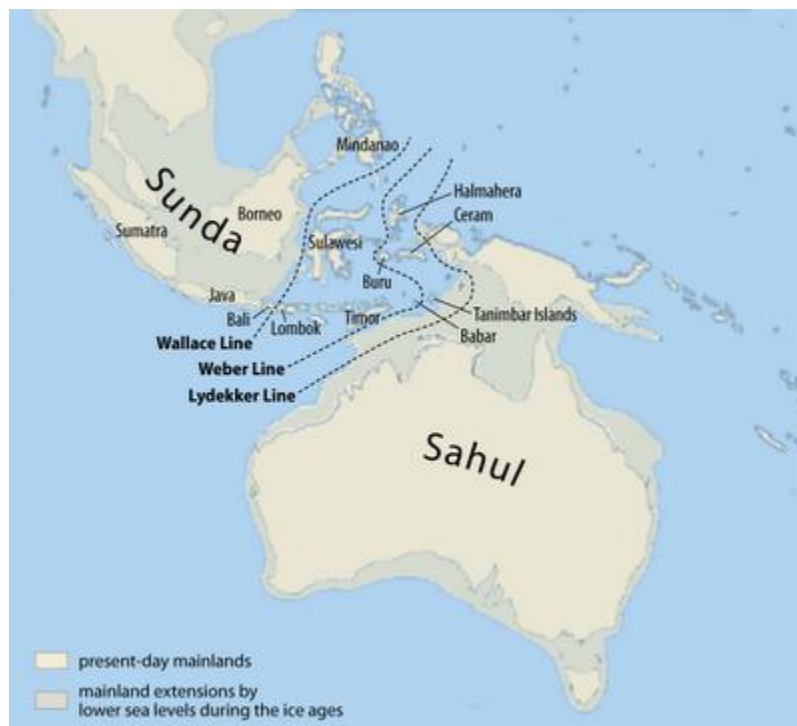 Mindanao
Halmahera
Ceram
Sunda
Borneo
Sumatra
Sulawesi
Buru
Java
Bali
Lombok
Timor
Tanimbar Islands
Babar
Wallace Line
Weber Line
Lydekker Line
Sahul
present-day mainlands
mainland extensions by
lower sea levels during the ice ages